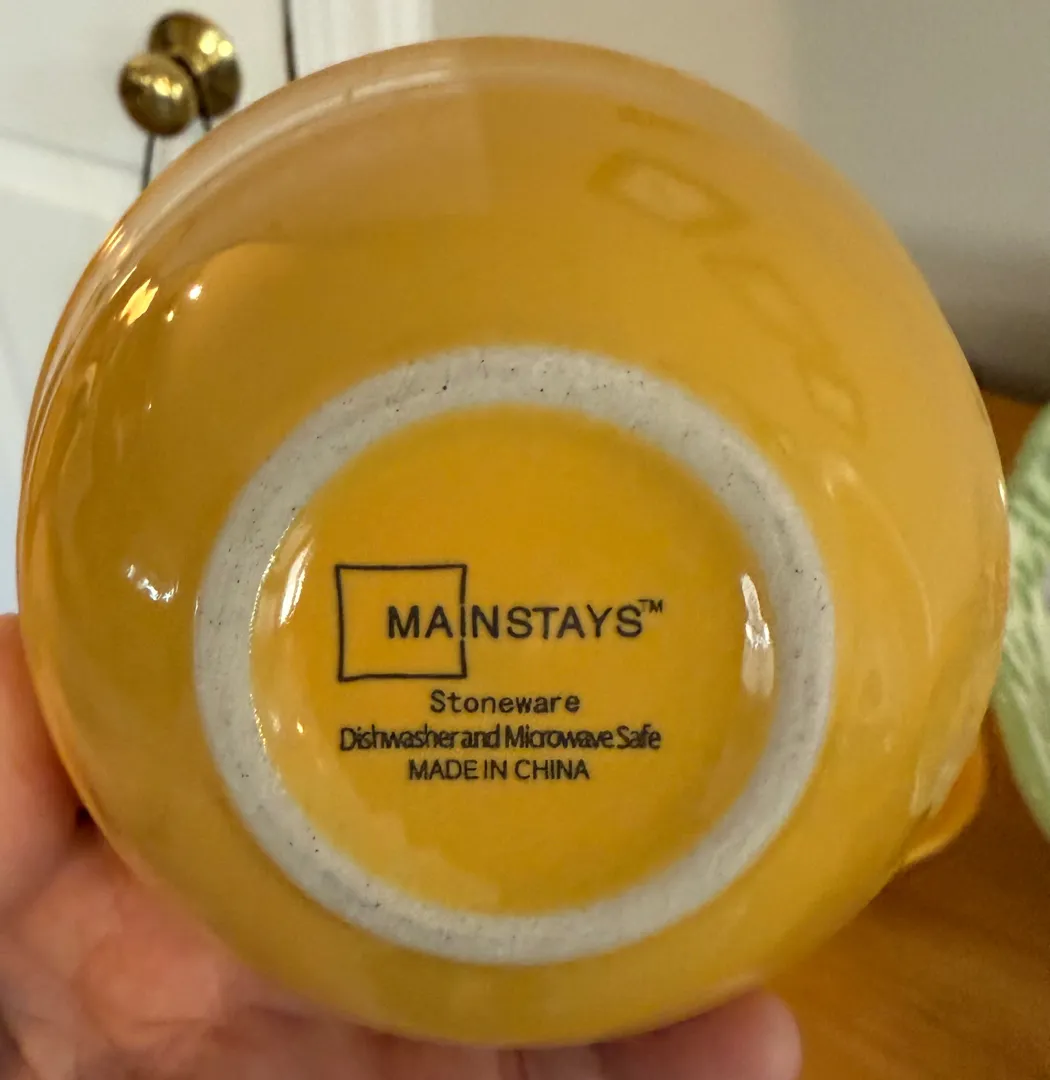 MAINSTAYS™
Stoneware
Dishwasher and Microwave Safe
MADE IN CHINA